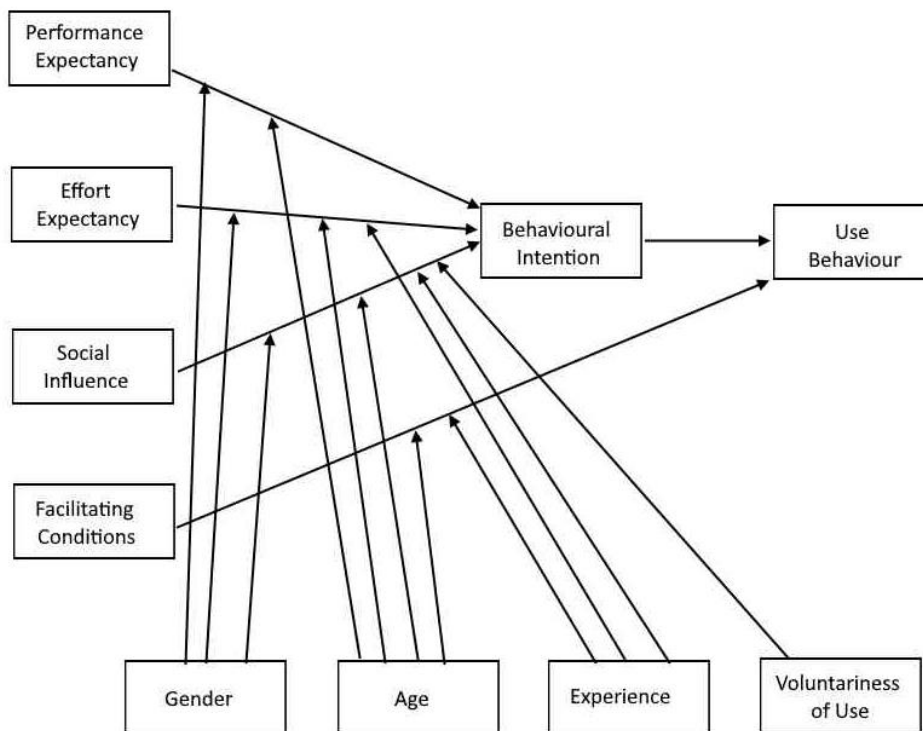 Performance
Expectancy
Effort
Expectancy
Behavioural
Intention
Use
Behaviour
Social
Influence
Facilitating
Conditions
Gender
Age
Experience
Voluntariness
of Use